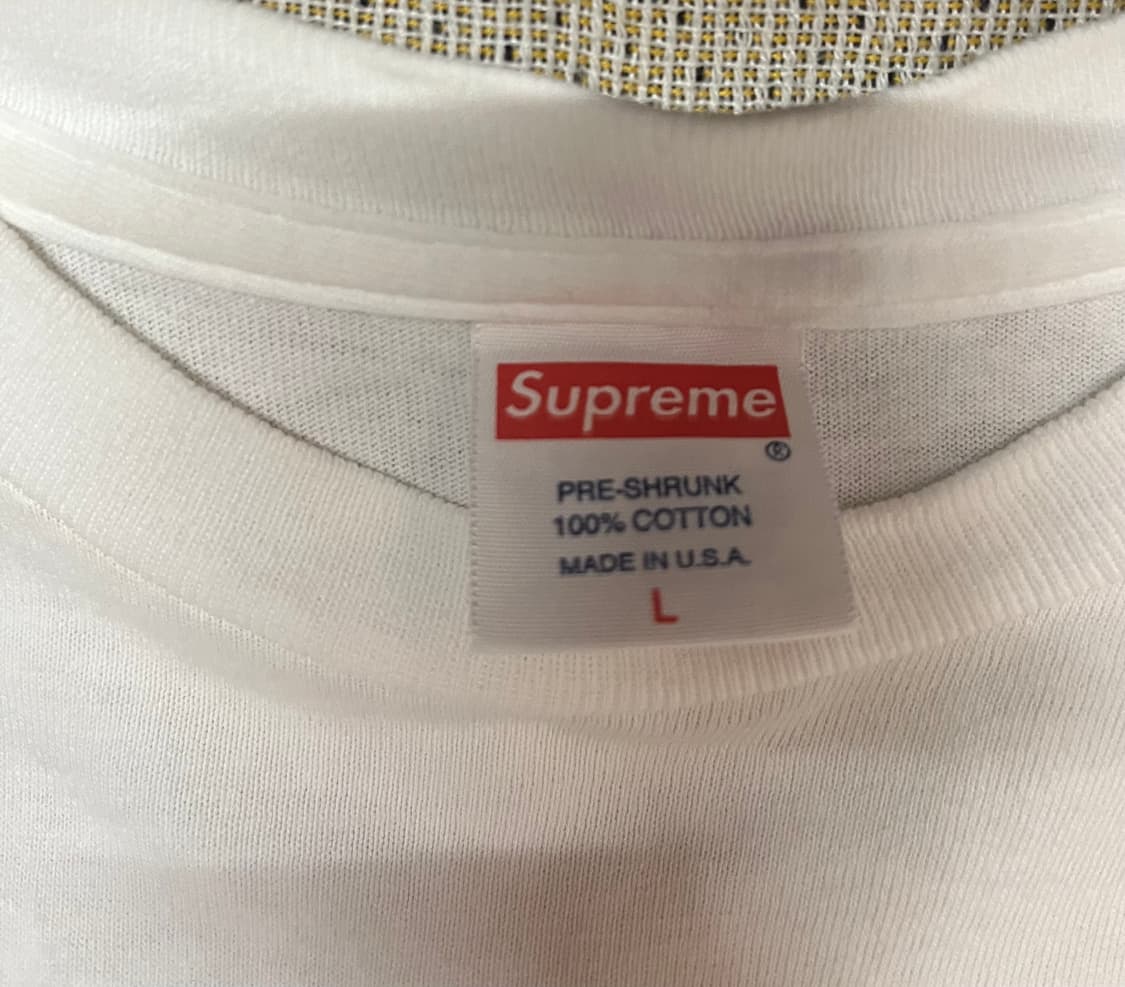 Supreme
®
PRE-SHRUNK
100% COTTON
MADE IN U.S.A.
L